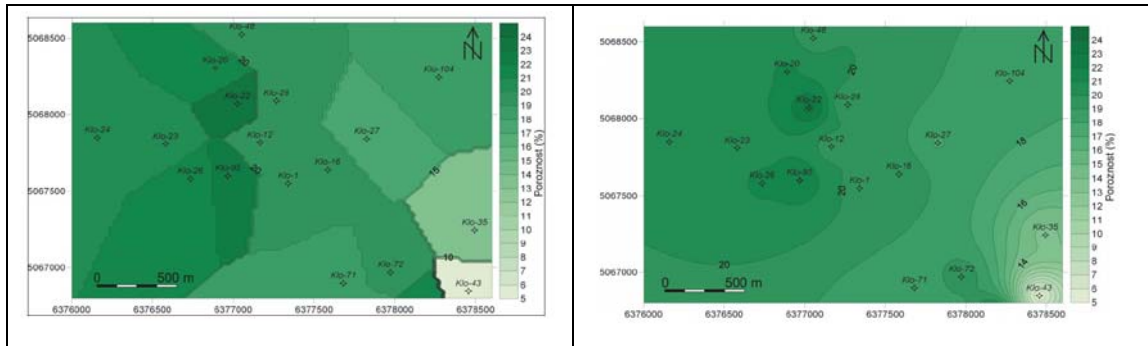 Klo-48
5068500
Klo-20
20
N
Klo-104
Klo-22
Klo-29
5068000
Klo-24
Klo-23
Klo-12
Klo-27
Klo-26
20
Klo-16
15
5067500
Klo-1
Klo-35
5067000
0 500 m
Klo-71
Klo-72
10
Klo-43
6376000 6376500 6377000 6377500 6378000 6378500
24
23
22
21
20
19
18
17
16
15
14
13
12
11
10
9
8
7
6
5
Poroznost (%)
Klo-48
5068500
Klo-20
20
N
Klo-104
Klo-22
Klo-29
5068000
Klo-24
Klo-23
Klo-12
Klo-27
18
Klo-26
Klo-16
5067500
Klo-1
20
16
Klo-35
14
5067000
20
0 500 m
Klo-71
Klo-72
Klo-43
6376000 6376500 6377000 6377500 6378000 6378500
24
23
22
21
20
19
18
17
16
15
14
13
12
11
10
9
8
7
6
5
Poroznost (%)